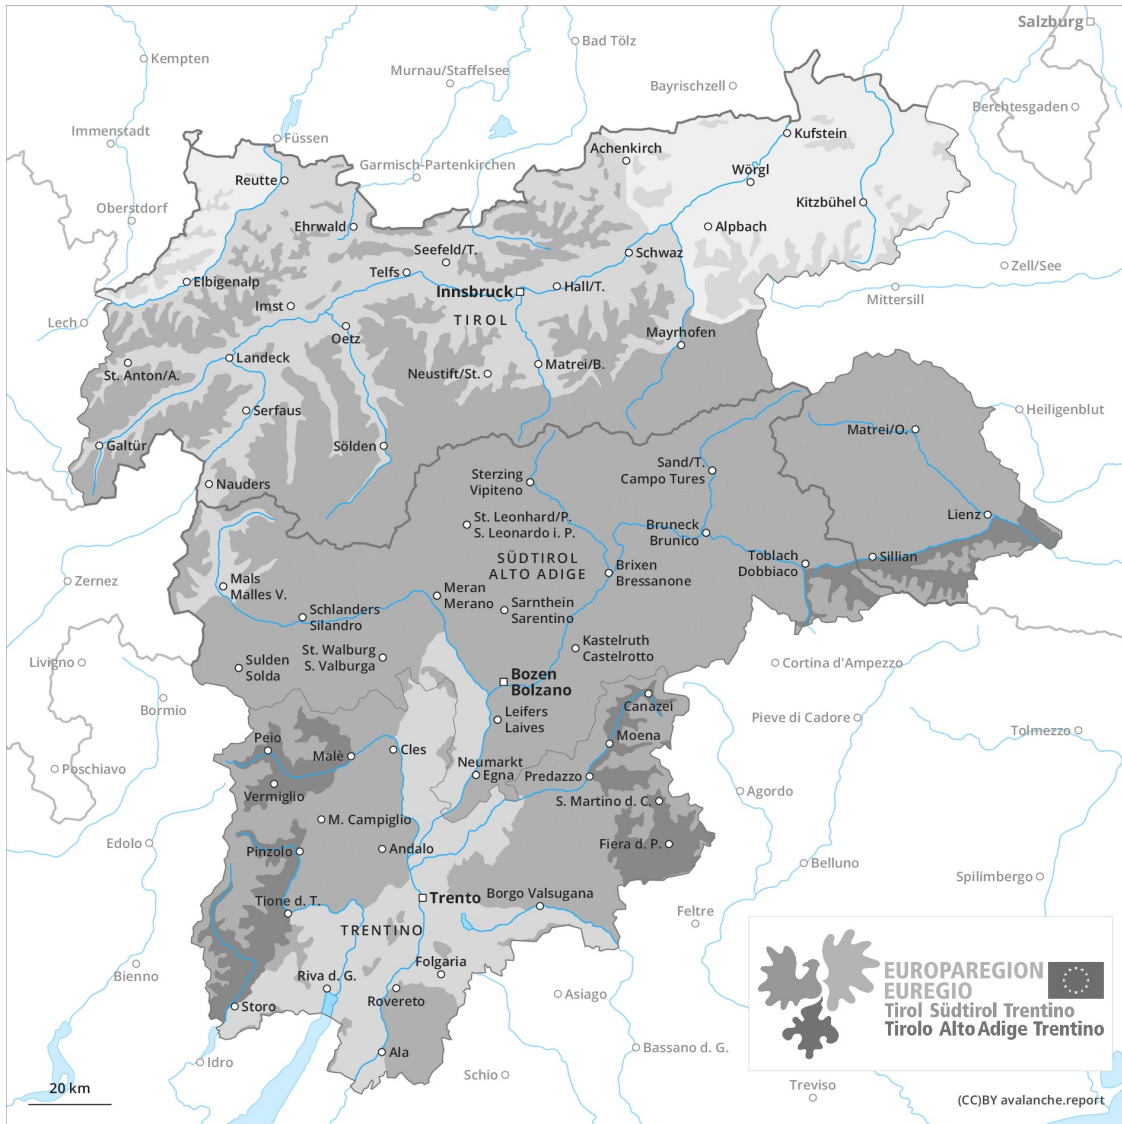 Salzburg
Bad Tölz
Kempten
Murnau/Staffelsee
Bayrischzell
Berchtesgaden
Immenstadt
Füssen
Kufstein
Achenkirch
Garmisch-Partenkirchen
Wörgl
Reutte
Kitzbühel
Oberstdorf
Ehrwald
Alpbach
Seefeld/T.
Schwaz
Zell/See
Telfs
Elbigenalp
Hall/T.
Innsbruck
Mittersill
Imst
TIROL
Lech
Mayrhofen
Oetz
Landeck
Matrei/B.
St. Anton/A.
Neustift/St.
Serfaus
Heiligenblut
Matrei/O.
Galtür
Sölden
Sand/T.
Campo Tures
Sterzing
Vipiteno
Nauders
Lienz
St. Leonhard/P.
S. Leonardo i. P.
Bruneck
Brunico
SÜDTIROL
ALTO ADIGE
Toblach
Dobbiaco
Sillian
Brixen
Bressanone
Zernez
Mals
Malles V.
Meran
Merano
Sarnthein
Sarentino
Schlanders
Silandro
Kastelruth
Castelrotto
St. Walburg
S. Valburga
Livigno
Sulden
Solda
Cortina d'Ampezzo
Bozen
Bolzano
Bormio
Canazei
Leifers
Laives
Pieve di Cadore
Tolmezzo
Peio
Moena
Cles
Malè
Poschiavo
Neumarkt
Egna
Predazzo
Vermiglio
Agordo
S. Martino d. C.
M. Campiglio
Edolo
Fiera d. P.
Pinzolo
Andalo
Belluno
Spilimbergo
Borgo Valsugana
Trento
Tione d. T.
Feltre
TRENTINO
Folgaria
Bienno
Riva d. G.
Rovereto
Asiago
Storo
EUROPAREGION
EUREGIO
Tirol Südtirol Trentino
Tirolo Alto Adige Trentino
Ala
Bassano d. G.
Idro
Schio
Treviso
20 km
(CC)BY avalanche.report